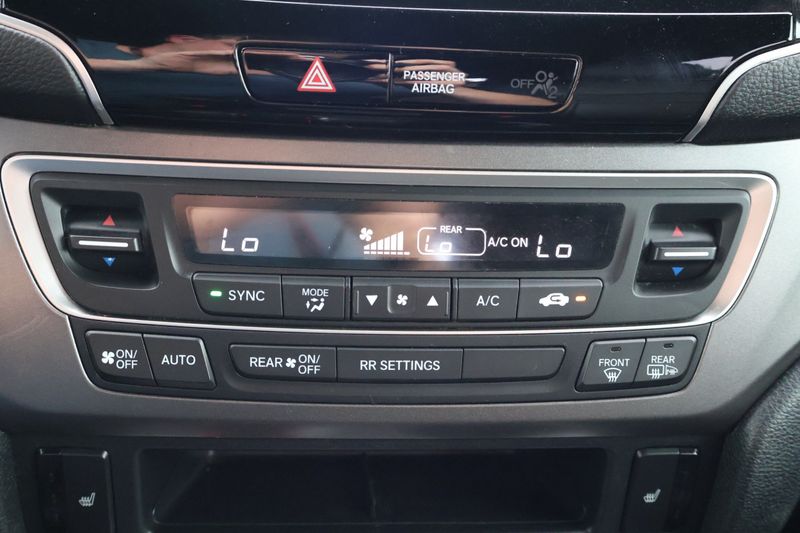 PASSENGER
AIRBAG
OFF
2
Lo
REAR
Lo
A/C ON
Lo
SYNC
MODE
A/C
ON/
OFF
AUTO
REAR ON/
OFF
RR SETTINGS
FRONT
REAR